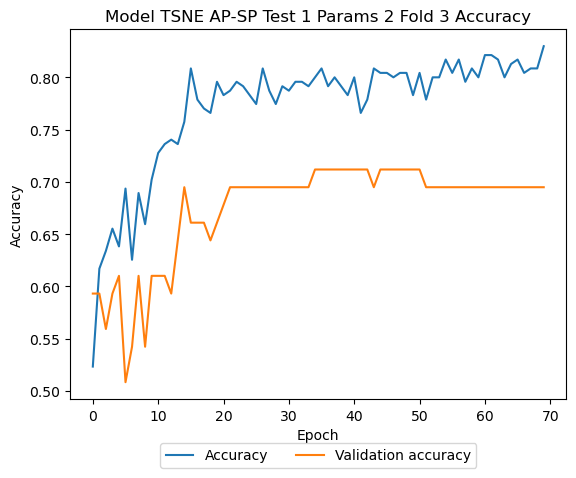 Model TSNE AP-SP Test 1 Params 2 Fold 3 Accuracy
Accuracy
0.80
0.75
0.70
0.65
0.60
0.55
0.50
0 10 20 30 40 50 60 70
Epoch
Accuracy Validation accuracy